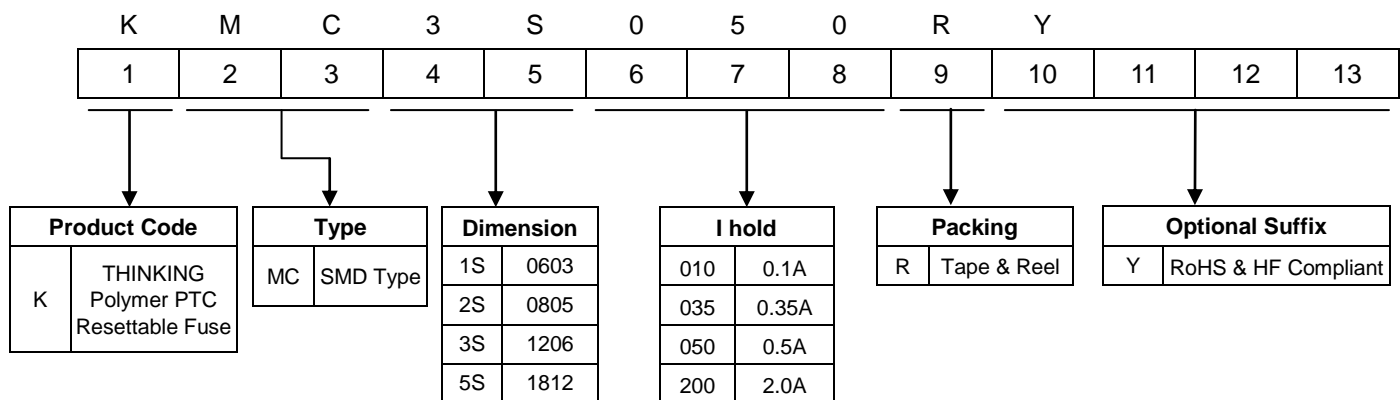 K M C 3 S 0 5 0 R Y
1 2 3 4 5 6 7 8 9 10 11 12 13
Product Code
K THINKING
Polymer PTC
Resettable Fuse
Type
MC SMD Type
Dimension
1S 0603
2S 0805
3S 1206
5S 1812
I hold
010 0.1A
035 0.35A
050 0.5A
200 2.0A
Packing
R Tape & Reel
Optional Suffix
Y RoHS & HF Compliant